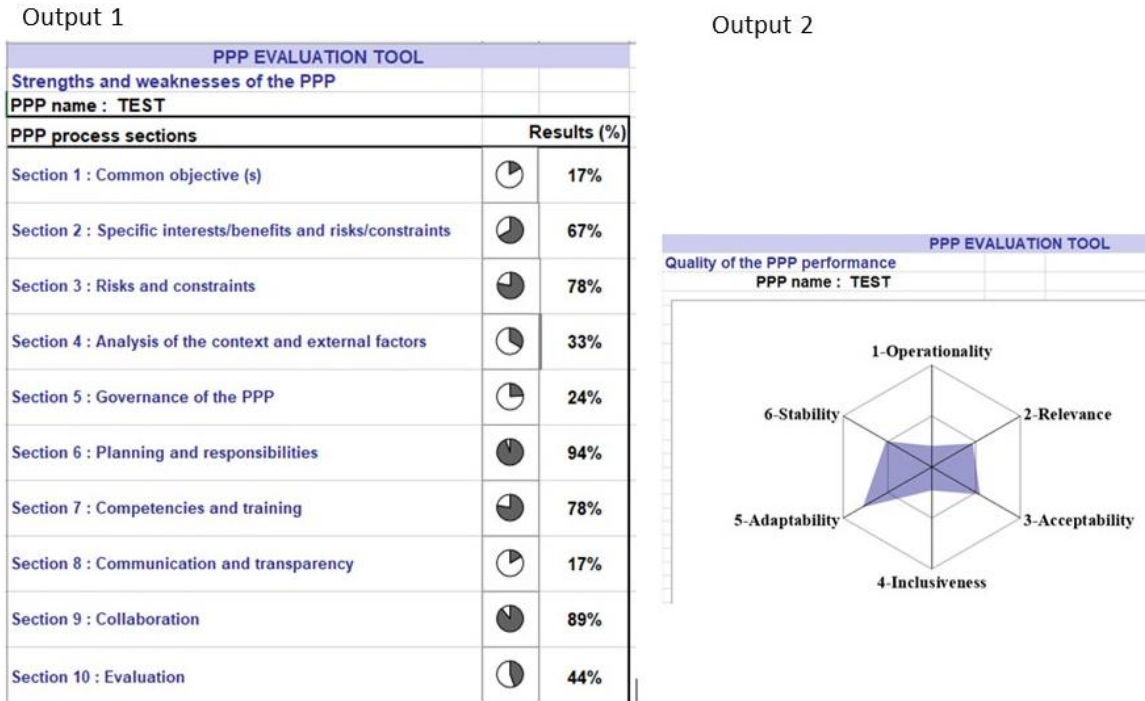 Output 1
PPP EVALUATION TOOL
Strengths and weaknesses of the PPP
PPP name : TEST
PPP process sections Results (%)
Section 1 : Common objective (s) 17%
Section 2 : Specific interests/benefits and risks/constraints 67%
Section 3 : Risks and constraints 78%
Section 4 : Analysis of the context and external factors 33%
Section 5 : Governance of the PPP 24%
Section 6 : Planning and responsibilities 94%
Section 7 : Competencies and training 78%
Section 8 : Communication and transparency 17%
Section 9 : Collaboration 89%
Section 10 : Evaluation 44%
Output 2
PPP EVALUATION TOOL
Quality of the PPP performance
PPP name : TEST
1-Operationality
6-Stability
2-Relevance
5-Adaptability
3-Acceptability
4-Inclusiveness